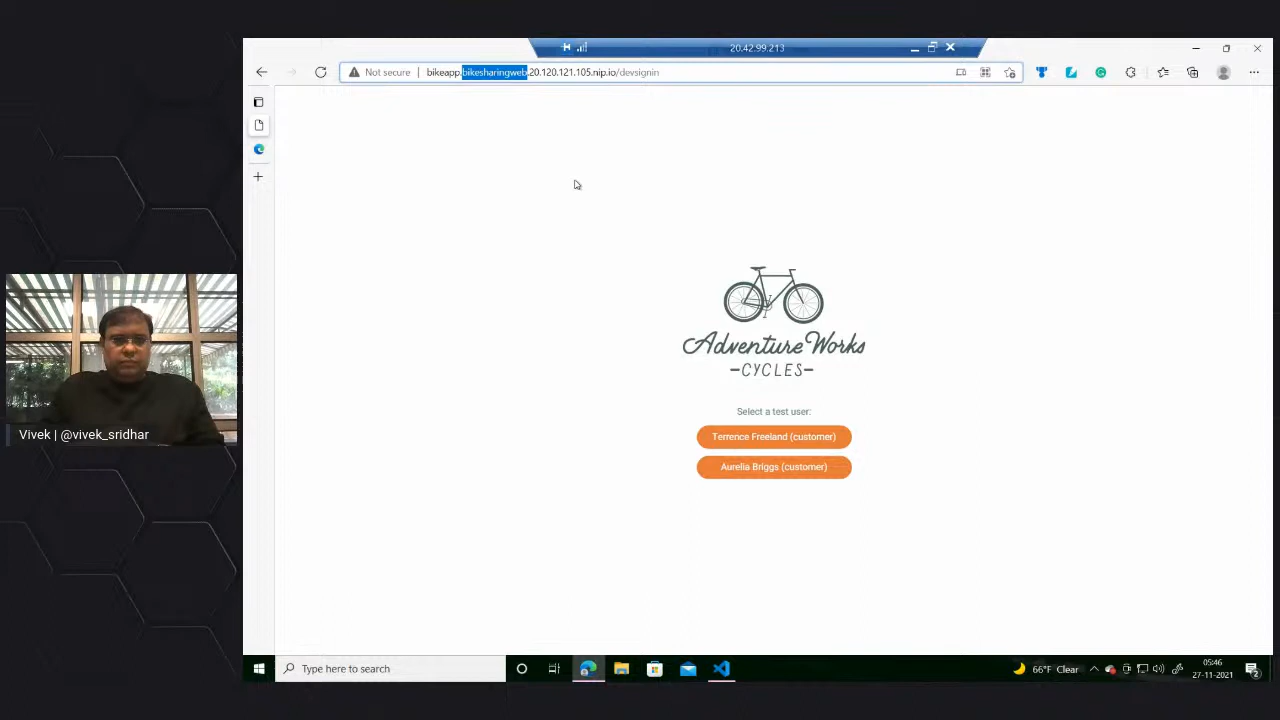 20.42.99.213
Not secure | bikeapp.bikesharingweb.20.120.121.105.nip.io/devsignin
Adventure Works
-CYCLES-
Select a test user:
Terrence Freeland (customer)
Aurelia Briggs (customer)
Vivek | @vivek_sridhar
Type here to search
66°F Clear
05:46
27-11-2021
2